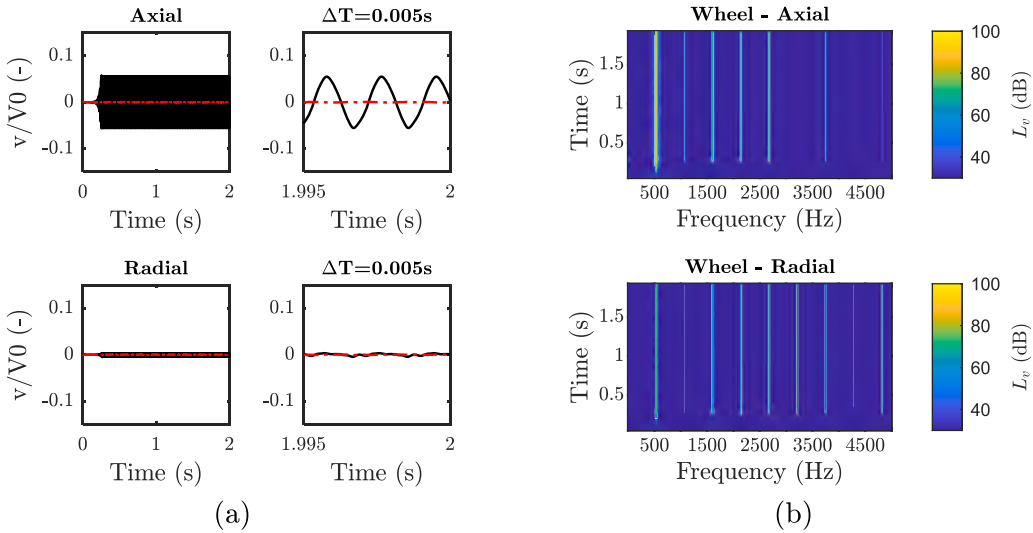 Axial
0.1
0
-0.1
v/V0 (-)
0 1 2
Time (s)
ΔT=0.005s
0.1
0
-0.1
1.995 2
Time (s)
Radial
0.1
0
-0.1
v/V0 (-)
0 1 2
Time (s)
ΔT=0.005s
0.1
0
-0.1
1.995 2
Time (s)
(a)
Wheel - Axial
1.5
1
0.5
Time (s)
500 1500 2500 3500 4500
Frequency (Hz)
100
80
60
40
L_v (dB)
Wheel - Radial
1.5
1
0.5
Time (s)
500 1500 2500 3500 4500
Frequency (Hz)
100
80
60
40
L_v (dB)
(b)